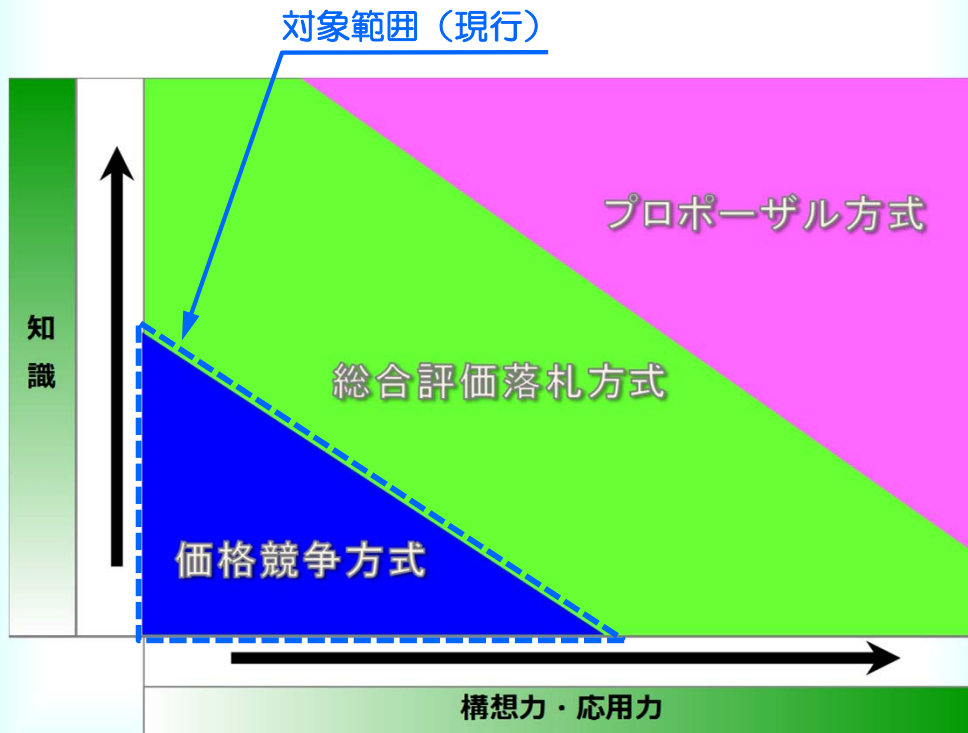 対象範囲（現行）
プロポーザル方式
知
識
総合評価落札方式
価格競争方式
構想力・応用力